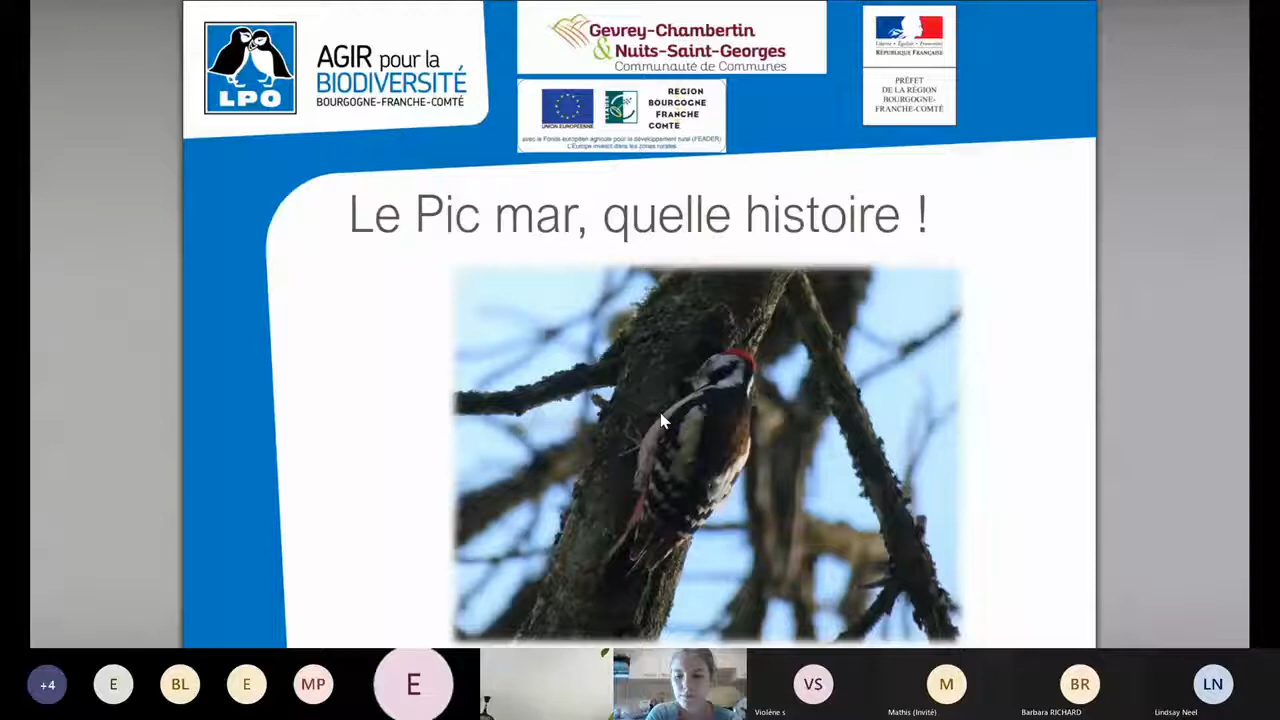 LPO
AGIR pour la
BIODIVERSITÉ
BOURGOGNE-FRANCHE-COMTÉ
Gevrey-Chambertin
& Nuits-Saint-Georges
Communauté de Communes
UNION EUROPEENNE
REGION
BOURGOGNE
FRANCHE
COMTE
avec le Fonds européen agricole pour le développement rural (FEADER)
L'Europe investit dans les zones rurales
Liberté • Égalité • Fraternité
RÉPUBLIQUE FRANÇAISE
PRÉFET
DE LA RÉGION
BOURGOGNE-
FRANCHE-COMTÉ
Le Pic mar, quelle histoire !
+4
E
BL
E
MP
E
VS
Violène s
M
Mathis (Invité)
BR
Barbara RICHARD
LN
Lindsay Neel